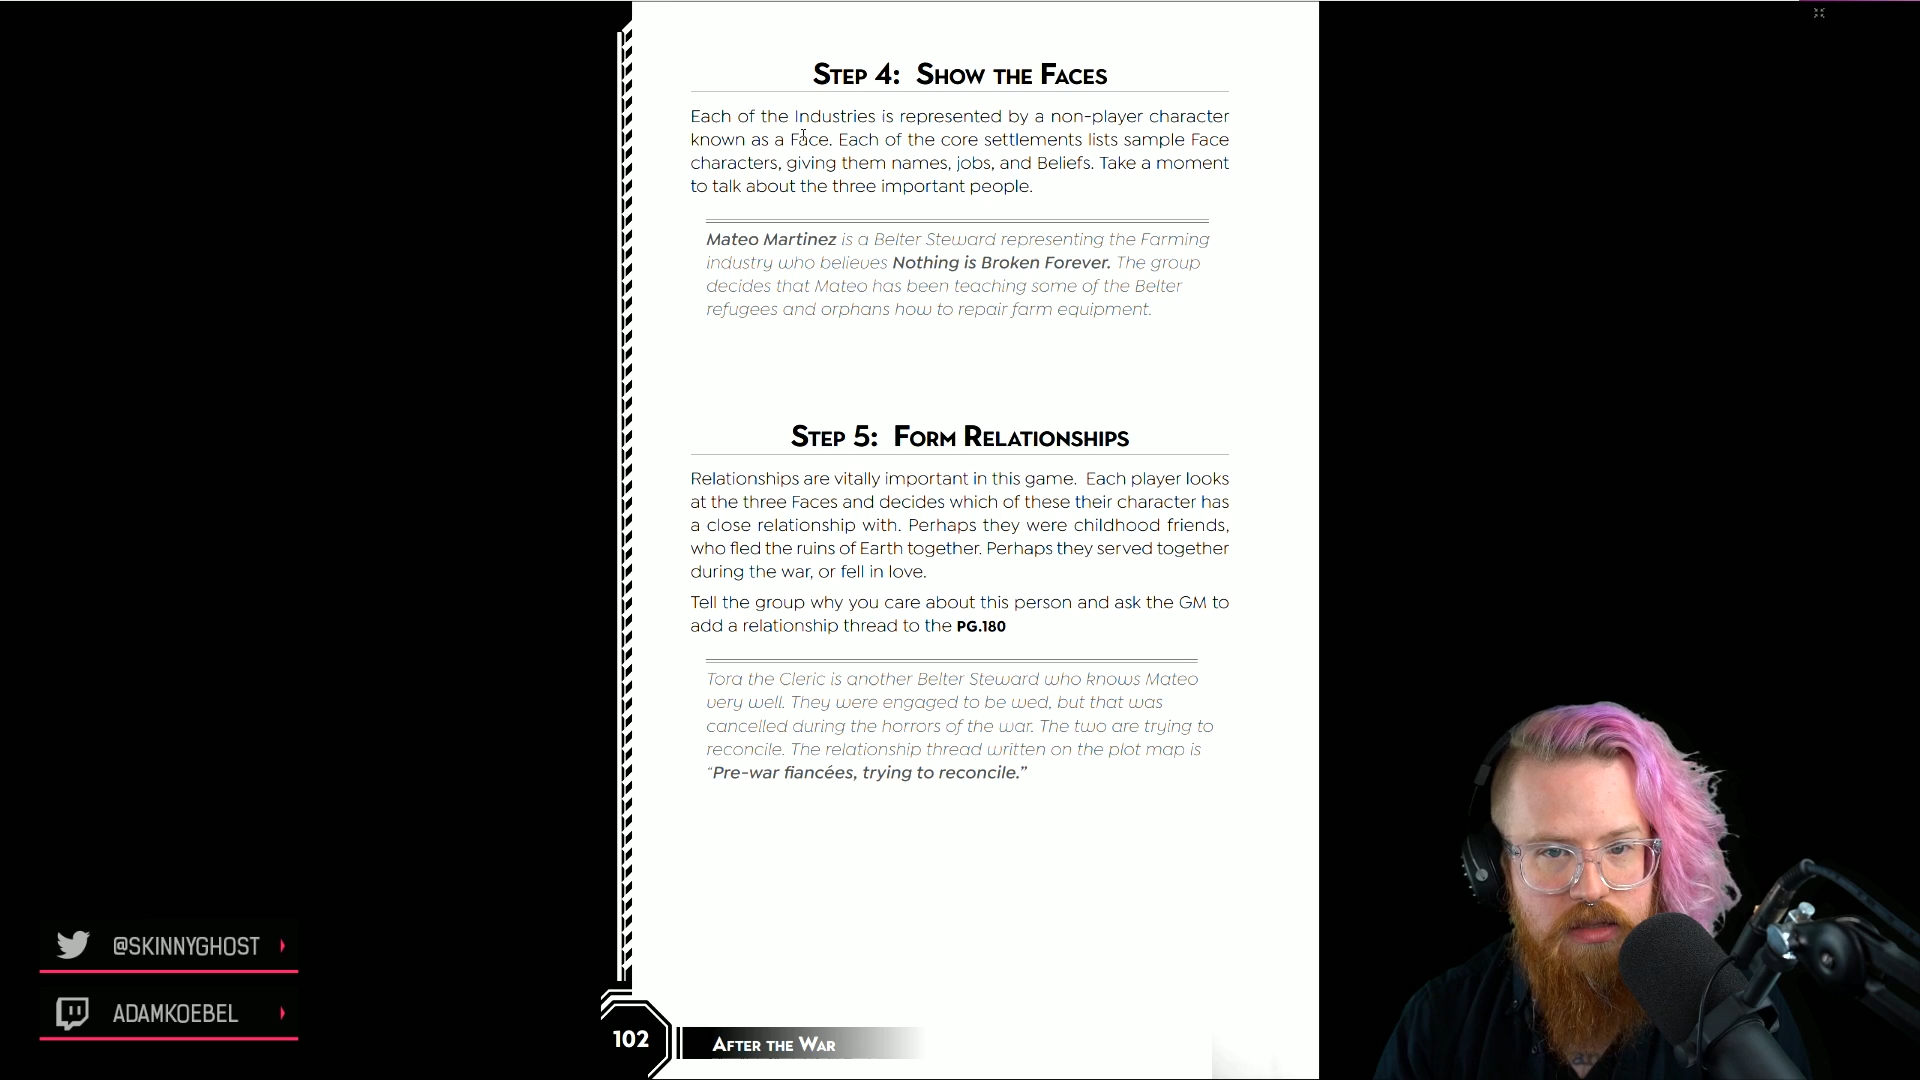 Step 4: Show the Faces
Each of the Industries is represented by a non-player character
known as a Face. Each of the core settlements lists sample Face
characters, giving them names, jobs, and Beliefs. Take a moment
to talk about the three important people.
Mateo Martinez is a Belter Steward representing the Farming
industry who believes Nothing is Broken Forever. The group
decides that Mateo has been teaching some of the Belter
refugees and orphans how to repair farm equipment.
Step 5: Form Relationships
Relationships are vitally important in this game. Each player looks
at the three Faces and decides which of these their character has
a close relationship with. Perhaps they were childhood friends,
who fled the ruins of Earth together. Perhaps they served together
during the war, or fell in love.
Tell the group why you care about this person and ask the GM to
add a relationship thread to the PG.180
Tora the Cleric is another Belter Steward who knows Mateo
very well. They were engaged to be wed, but that was
cancelled during the horrors of the war. The two are trying to
reconcile. The relationship thread written on the plot map is
“Pre-war fiancées, trying to reconcile.”
@SKINNYGHOST
ADAMKOEBEL
102
After the War